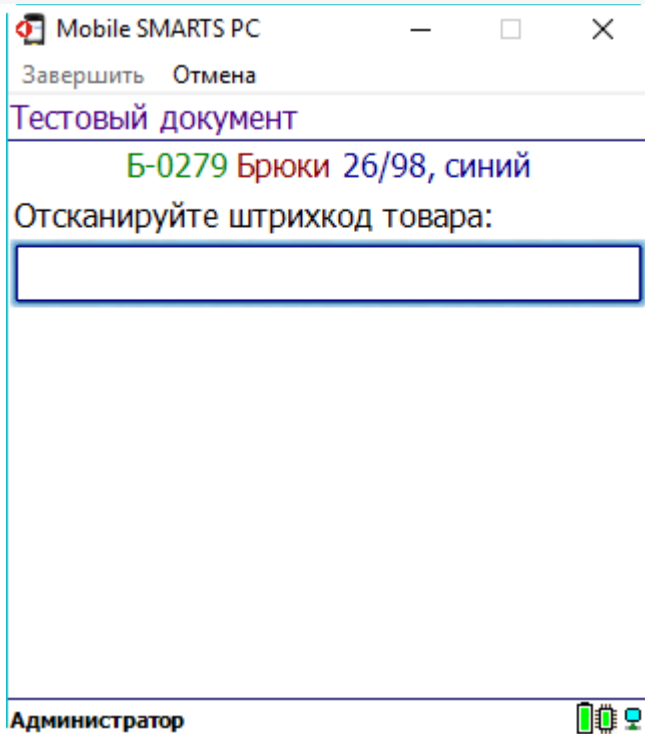 Mobile SMARTS PC
Завершить Отмена
Тестовый документ
Б-0279 Брюки 26/98, синий
Отсканируйте штрихкод товара:
Администратор